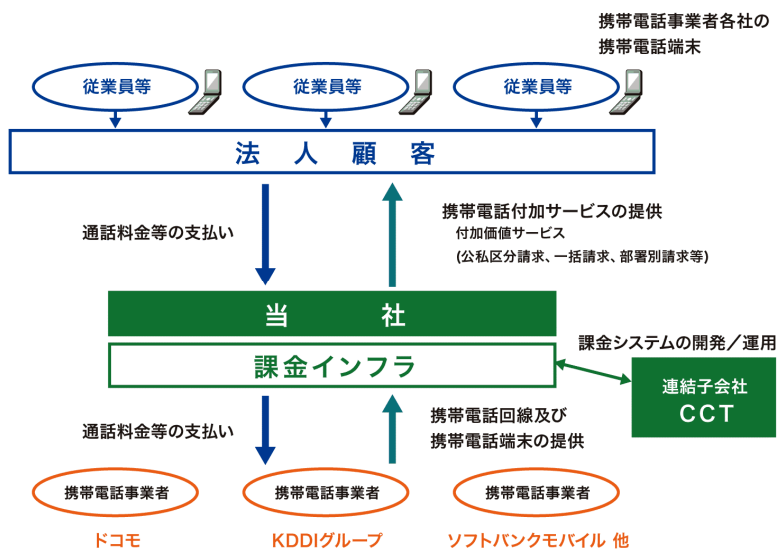 携帯電話事業者各社の
携帯電話端末
従業員等
従業員等
従業員等
法人顧客
通話料金等の支払い
携帯電話付加サービスの提供
付加価値サービス
(公私区分請求、一括請求、部署別請求等)
当社
課金インフラ
課金システムの開発／運用
連結子会社
CCT
通話料金等の支払い
携帯電話回線及び
携帯電話端末の提供
携帯電話事業者
携帯電話事業者
携帯電話事業者
ドコモ
KDDIグループ
ソフトバンクモバイル 他